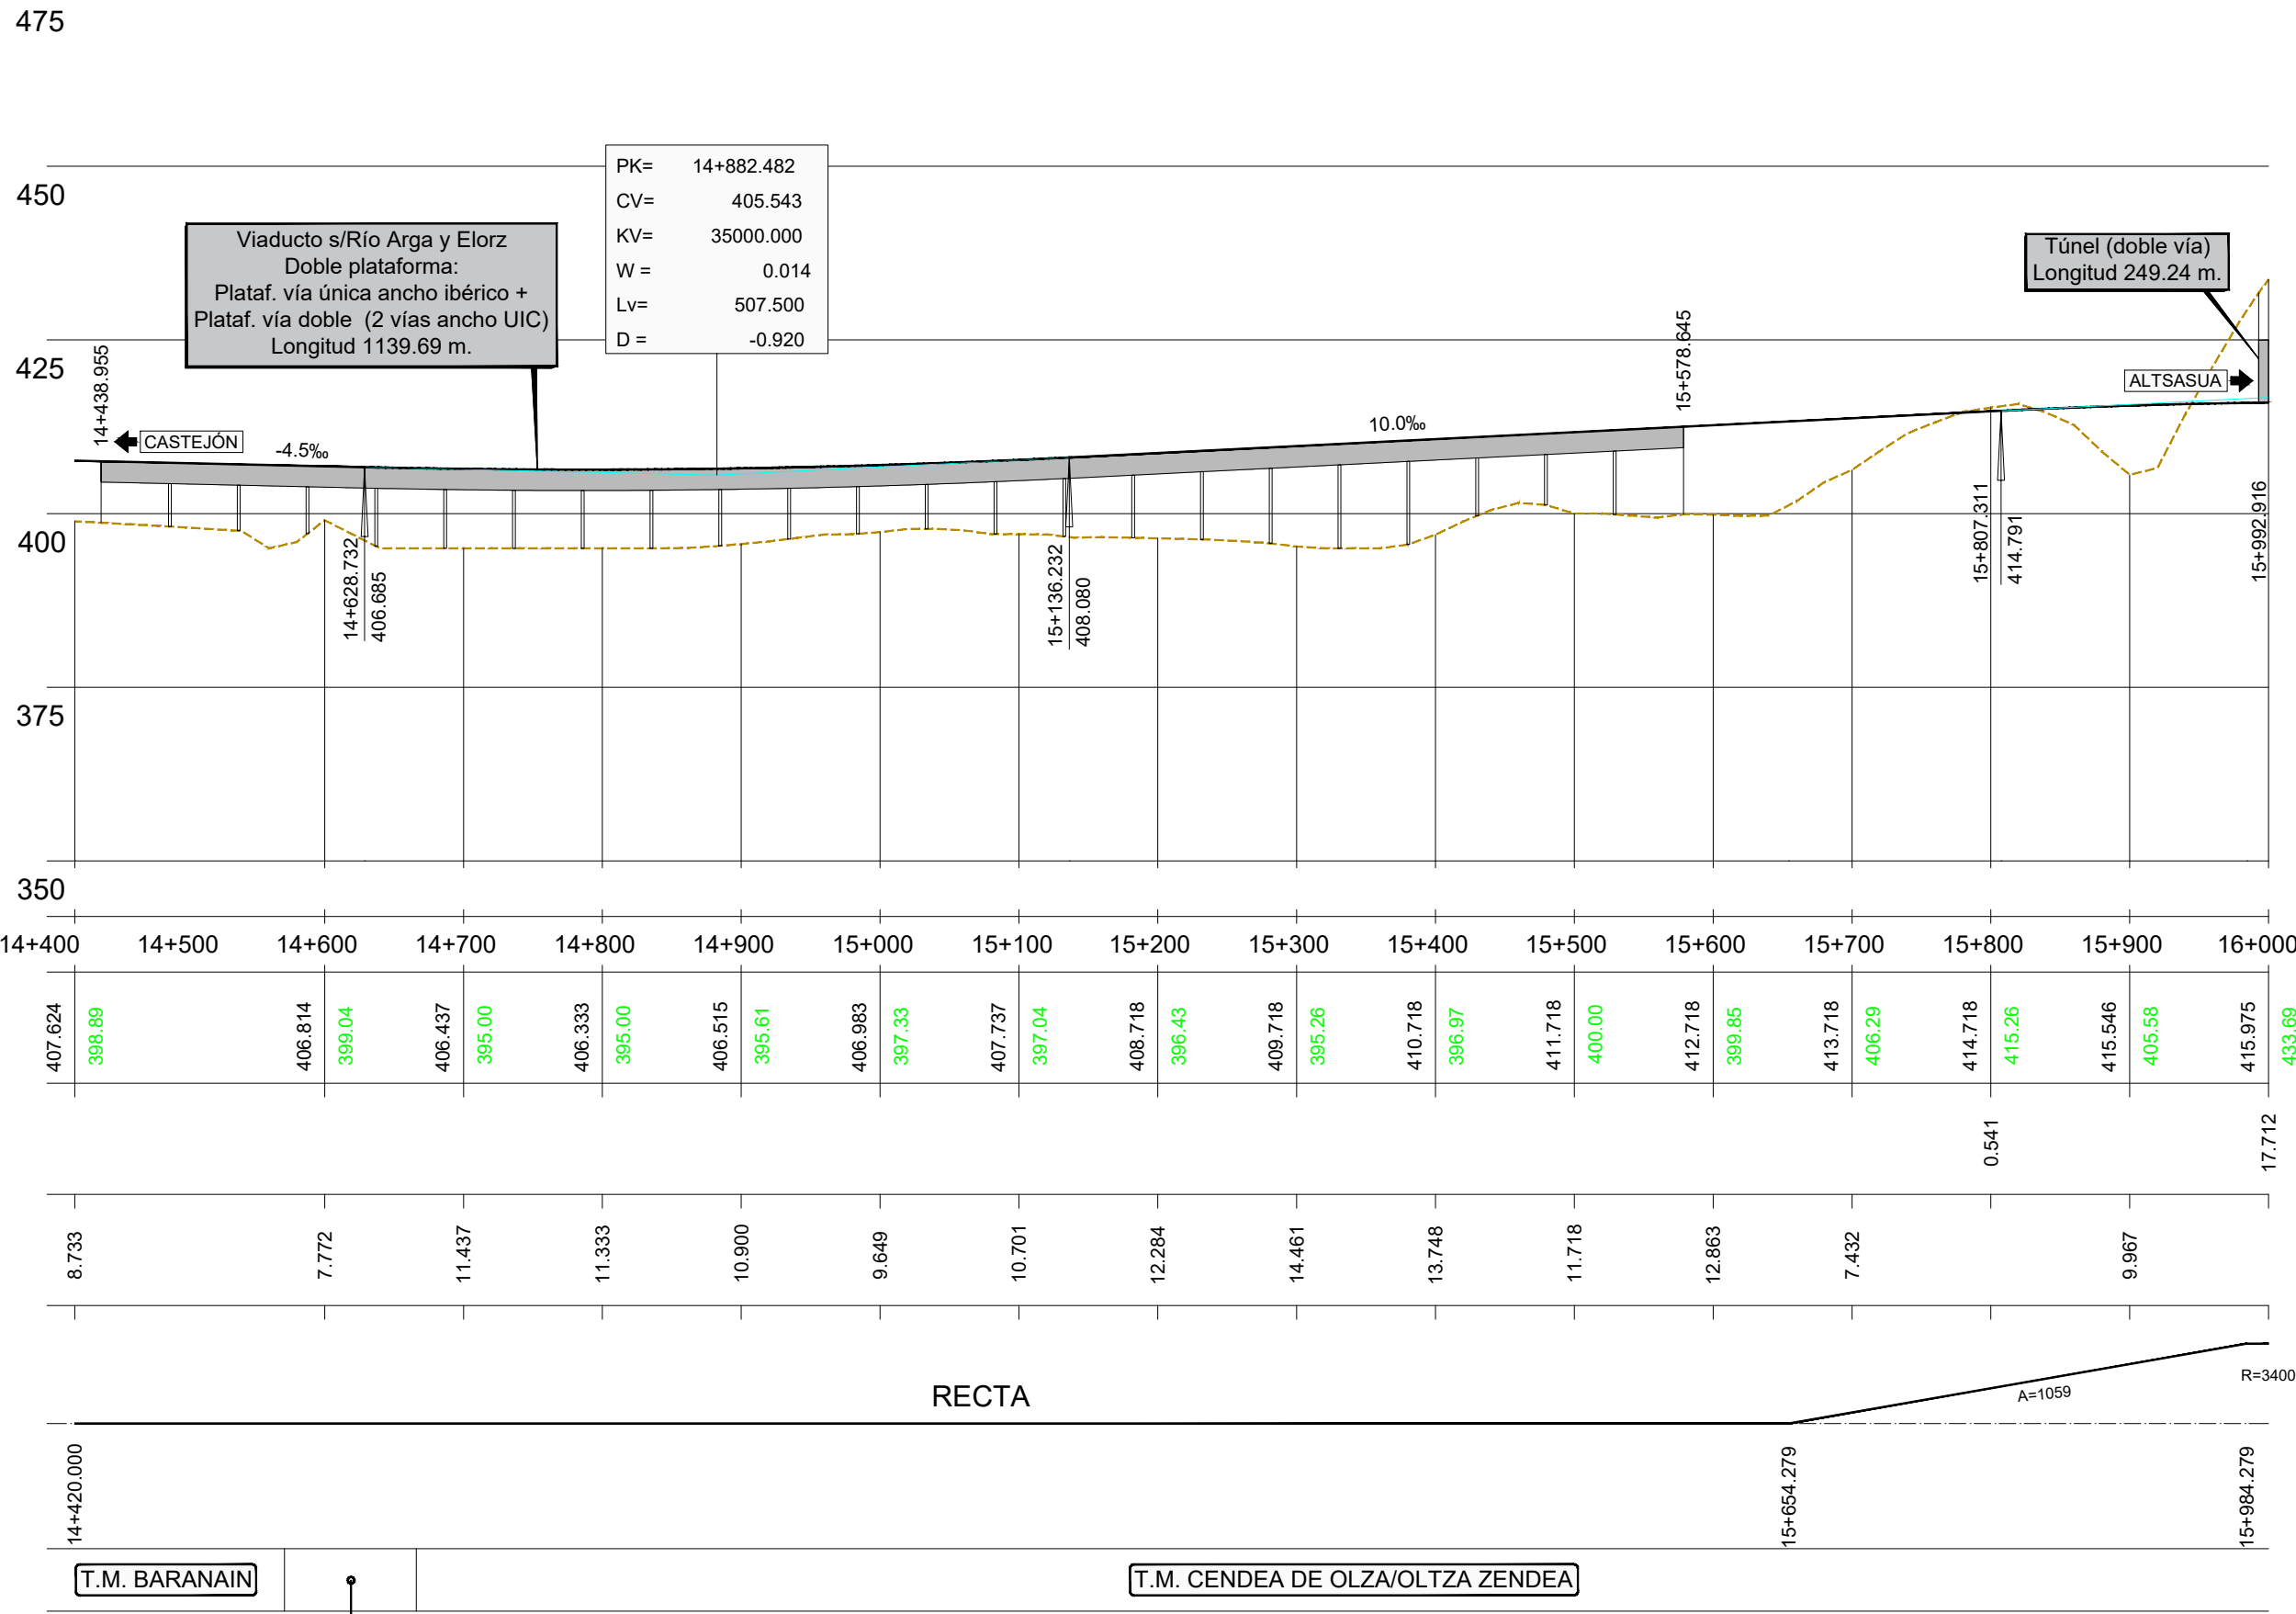 475
450
425
400
375
350
PK= 14+882.482
CV= 405.543
KV= 35000.000
W = 0.014
Lv= 507.500
D = -0.920
Viaducto s/Río Arga y Elorz
Doble plataforma:
Plataf. vía única ancho ibérico +
Plataf. vía doble (2 vías ancho UIC)
Longitud 1139.69 m.
Túnel (doble vía)
Longitud 249.24 m.
14+438.955
CASTEJÓN
-4.5‰
10.0‰
15+578.645
ALTSASUA
14+628.732
406.685
15+136.232
408.080
15+807.311
414.791
15+992.916
14+400 14+500 14+600 14+700 14+800 14+900 15+000 15+100 15+200 15+300 15+400 15+500 15+600 15+700 15+800 15+900 16+000
407.624 398.89 406.814 399.04 406.437 395.00 406.333 395.00 406.515 395.61 406.983 397.33 407.737 397.04 408.718 396.43 409.718 395.26 410.718 396.97 411.718 400.00 412.718 399.85 413.718 406.29 414.718 415.26 415.546 405.58 415.975 433.69
0.541 17.712
8.733 7.772 11.437 11.333 10.900 9.649 10.701 12.284 14.461 13.748 11.718 12.863 7.432 9.967
RECTA
A=1059
R=3400
14+420.000
15+654.279
15+984.279
T.M. BARANAIN
T.M. CENDEA DE OLZA/OLTZA ZENDEA